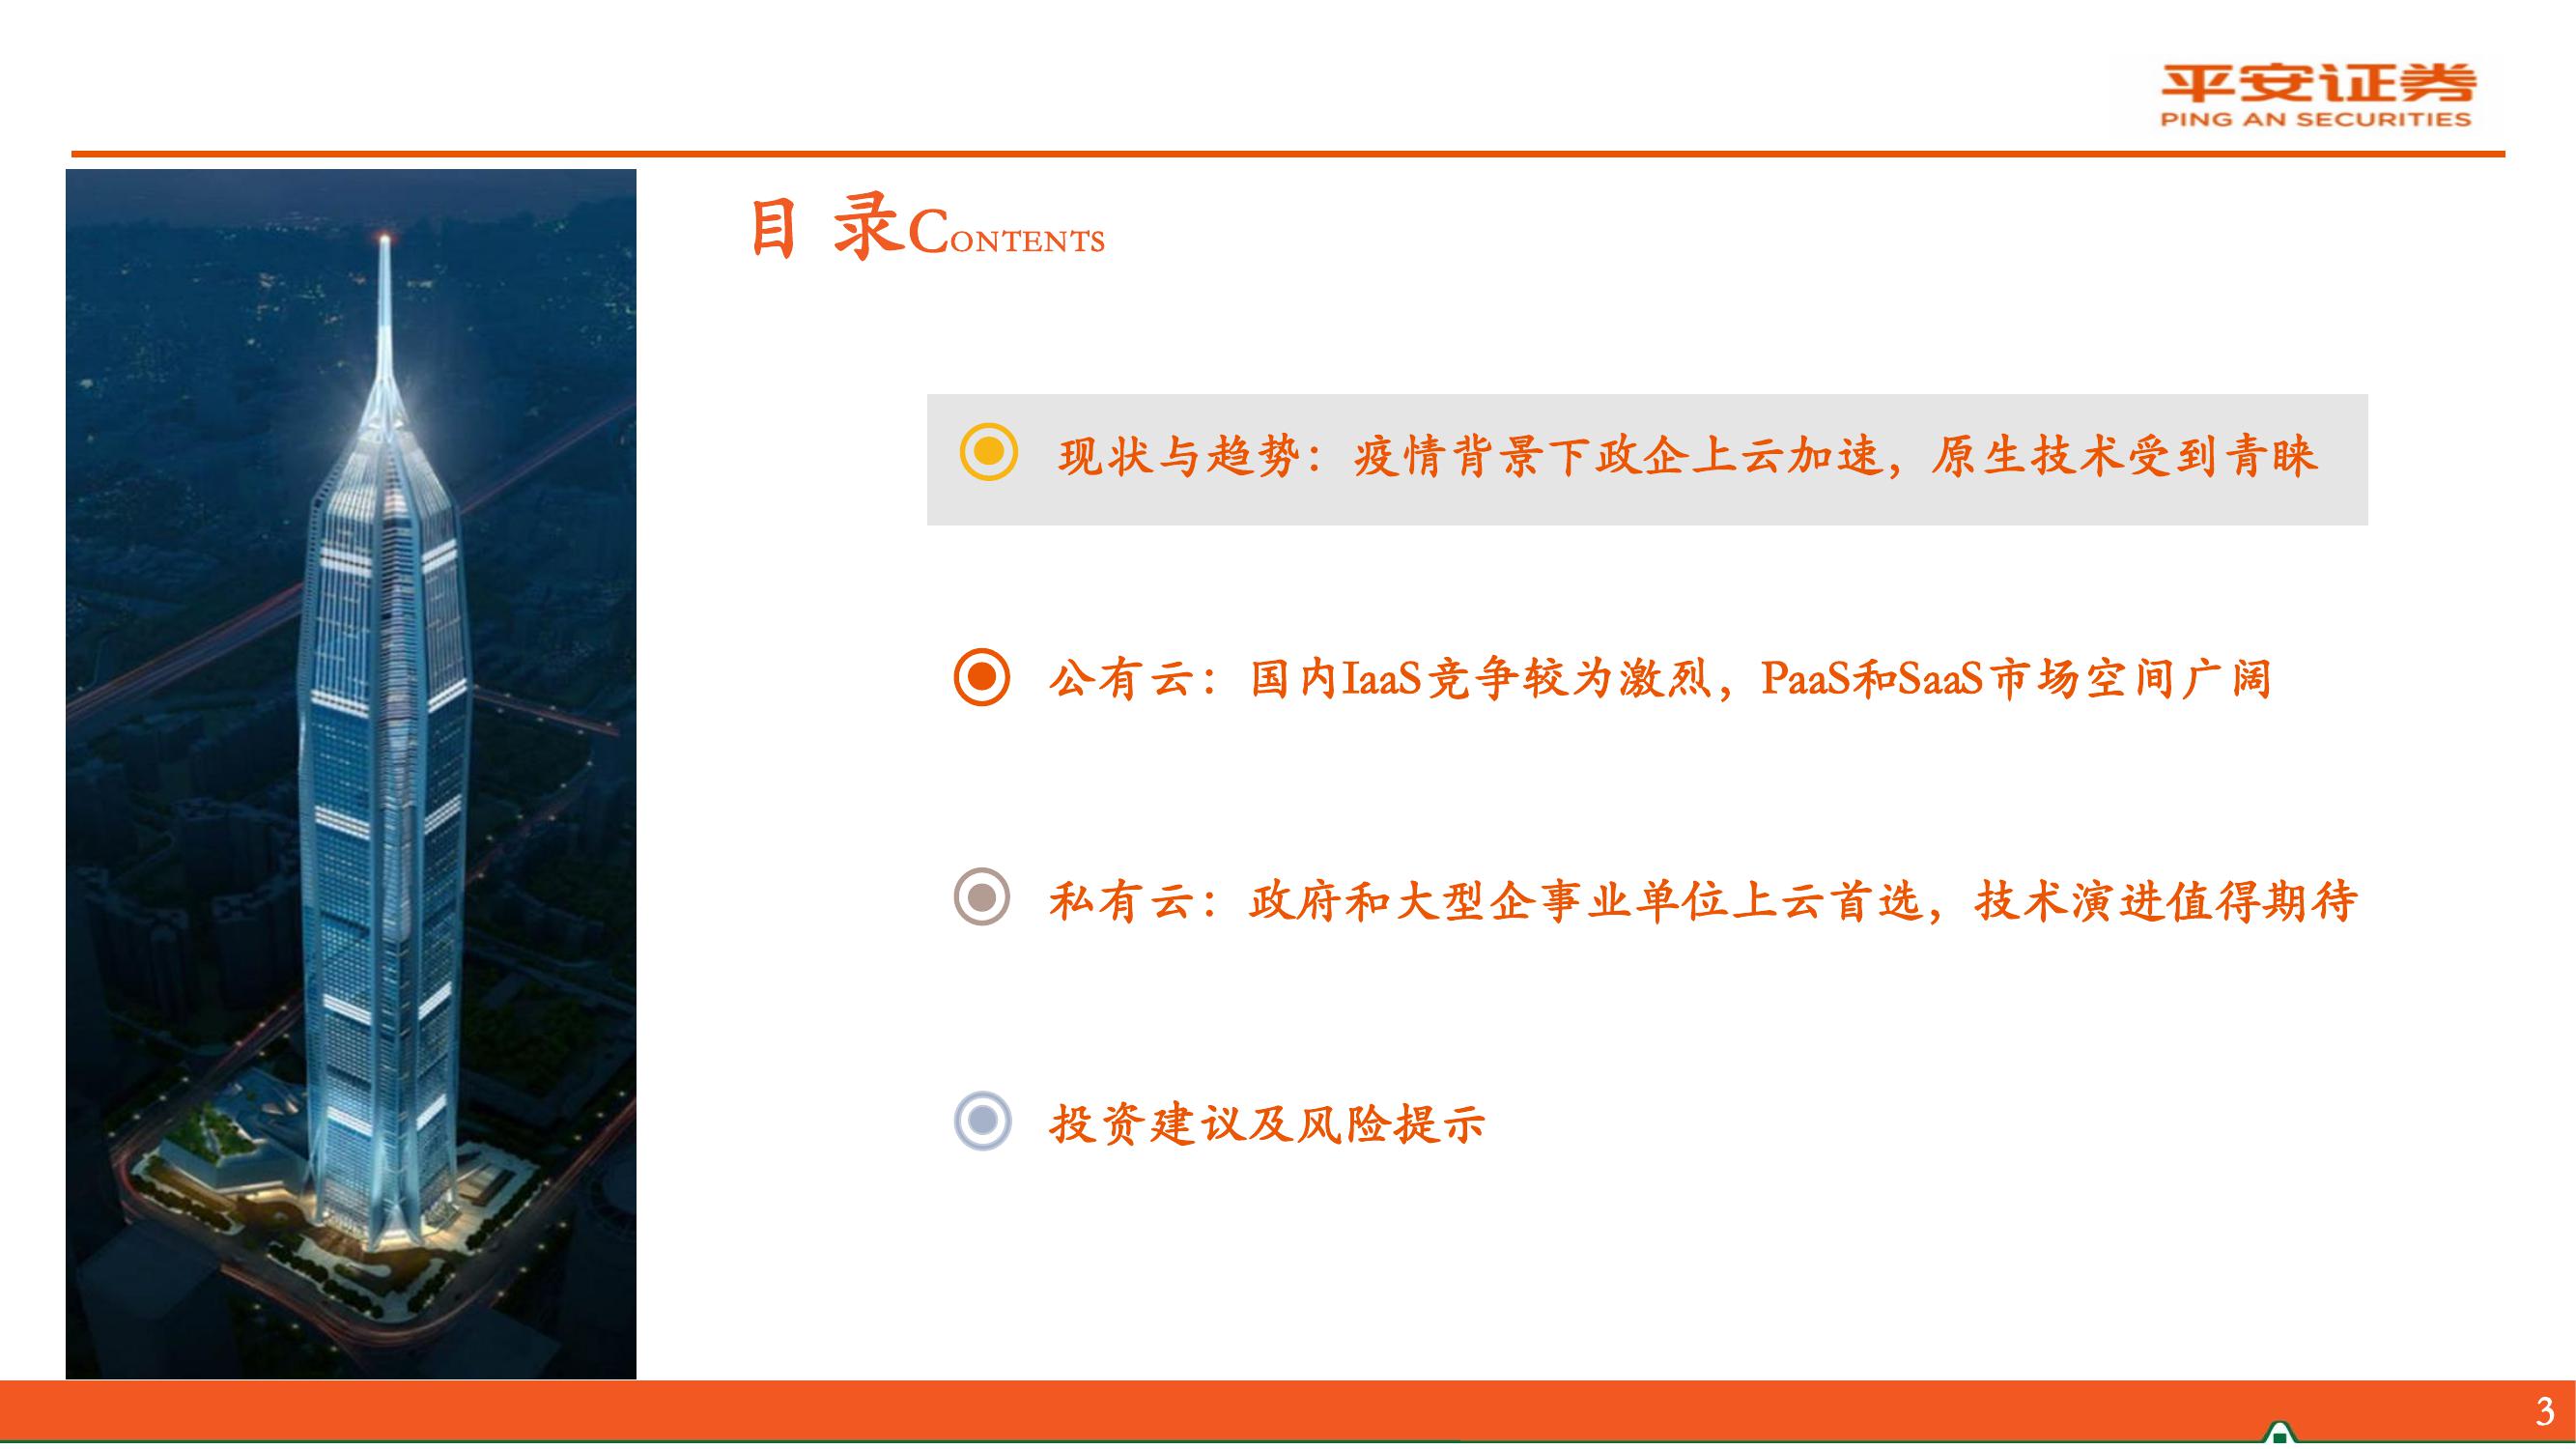 平安证券
PING AN SECURITIES
目 录Contents
现状与趋势：疫情背景下政企上云加速，原生技术受到青睐
公有云：国内IaaS竞争较为激烈，PaaS和SaaS市场空间广阔
私有云：政府和大型企事业单位上云首选，技术演进值得期待
投资建议及风险提示
3